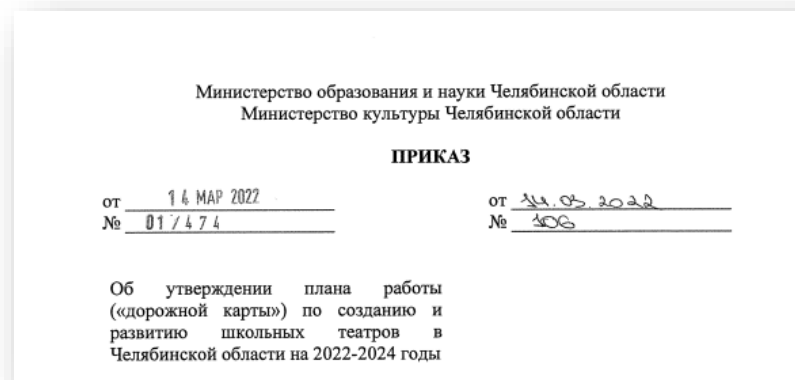 Министерство образования и науки Челябинской области
Министерство культуры Челябинской области
ПРИКАЗ
от 14 МАР 2022
№ 01/474
от 14.03.2022
№ 106
Об утверждении плана работы
(«дорожной карты») по созданию и
развитию школьных театров в
Челябинской области на 2022-2024 годы